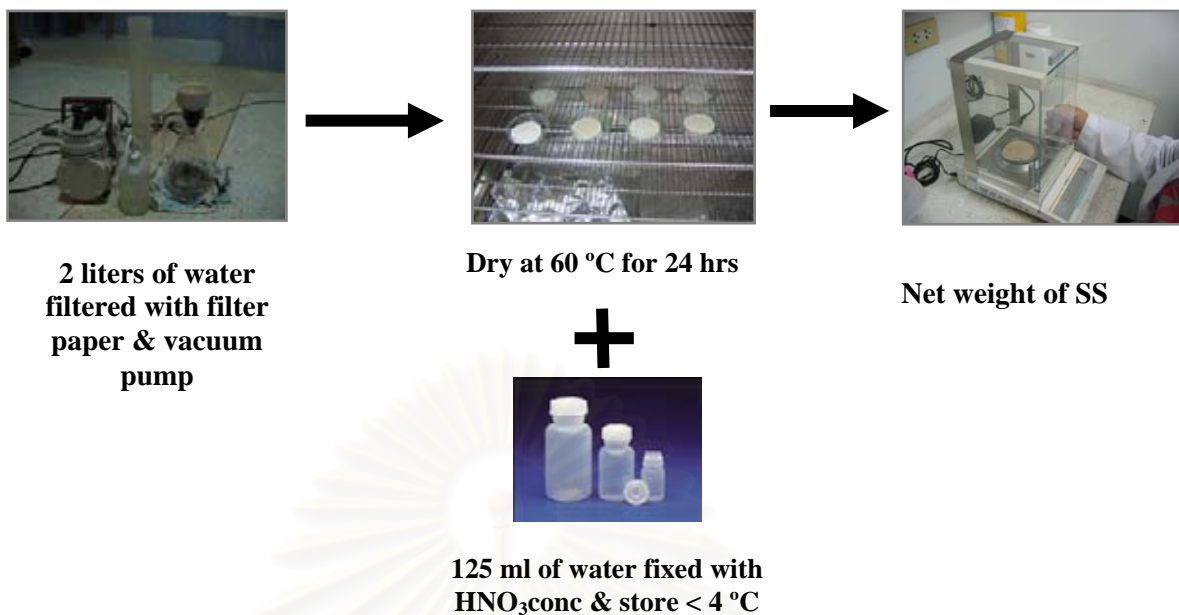 2 liters of water
filtered with filter
paper & vacuum
pump
Dry at 60 ºC for 24 hrs
Net weight of SS
125 ml of water fixed with
HNO₃conc & store < 4 ºC